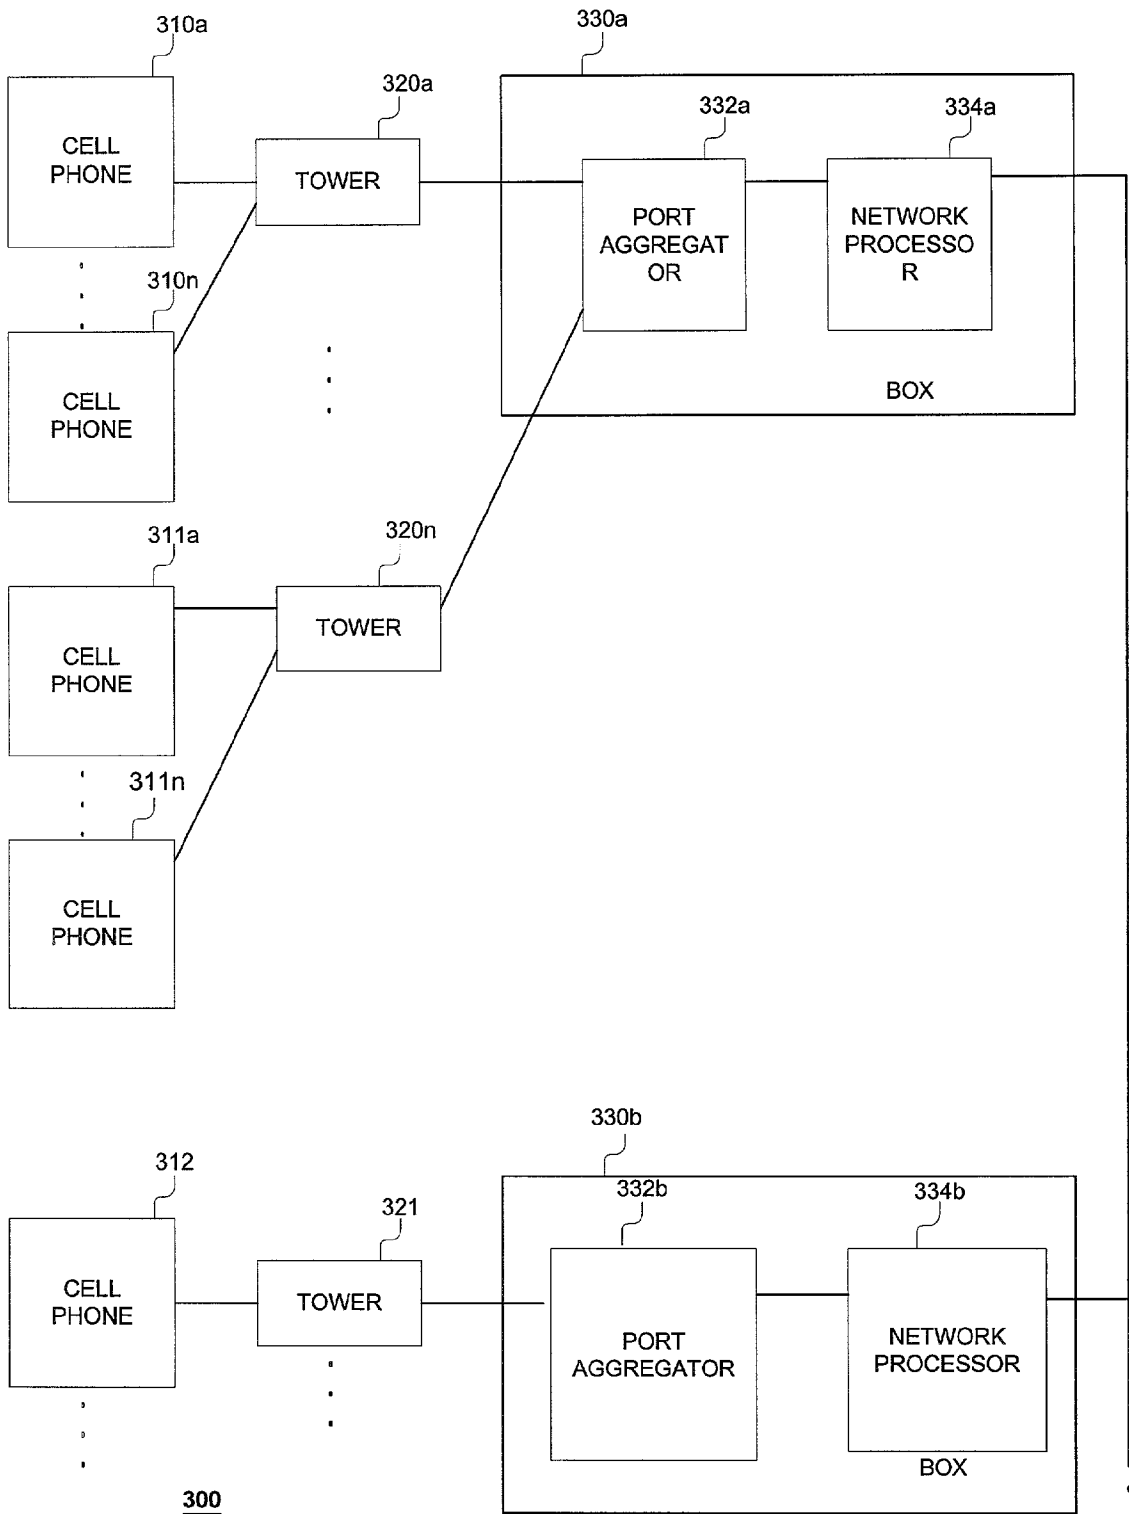 310a
330a
CELL
PHONE
320a
TOWER
332a
334a
PORT
AGGREGAT
OR
NETWORK
PROCESSO
R
BOX
310n
CELL
PHONE
311a
CELL
PHONE
320n
TOWER
311n
CELL
PHONE
330b
312
CELL
PHONE
321
TOWER
332b
334b
PORT
AGGREGATOR
NETWORK
PROCESSOR
BOX
300